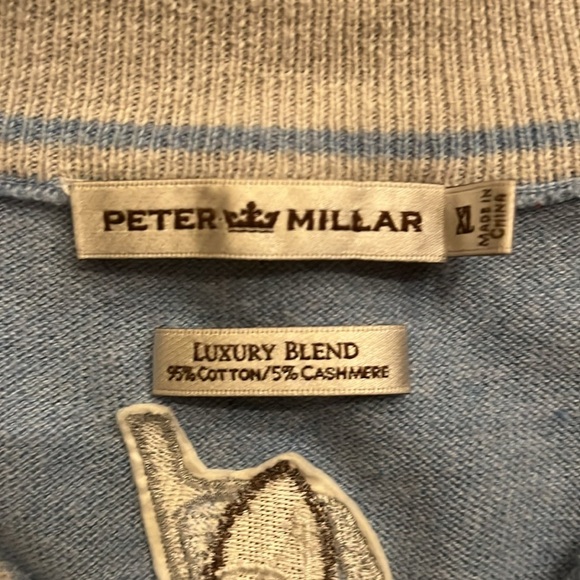 PETER MILLAR
XL
MADE IN
CHINA
LUXURY BLEND
95% COTTON/5% CASHMERE